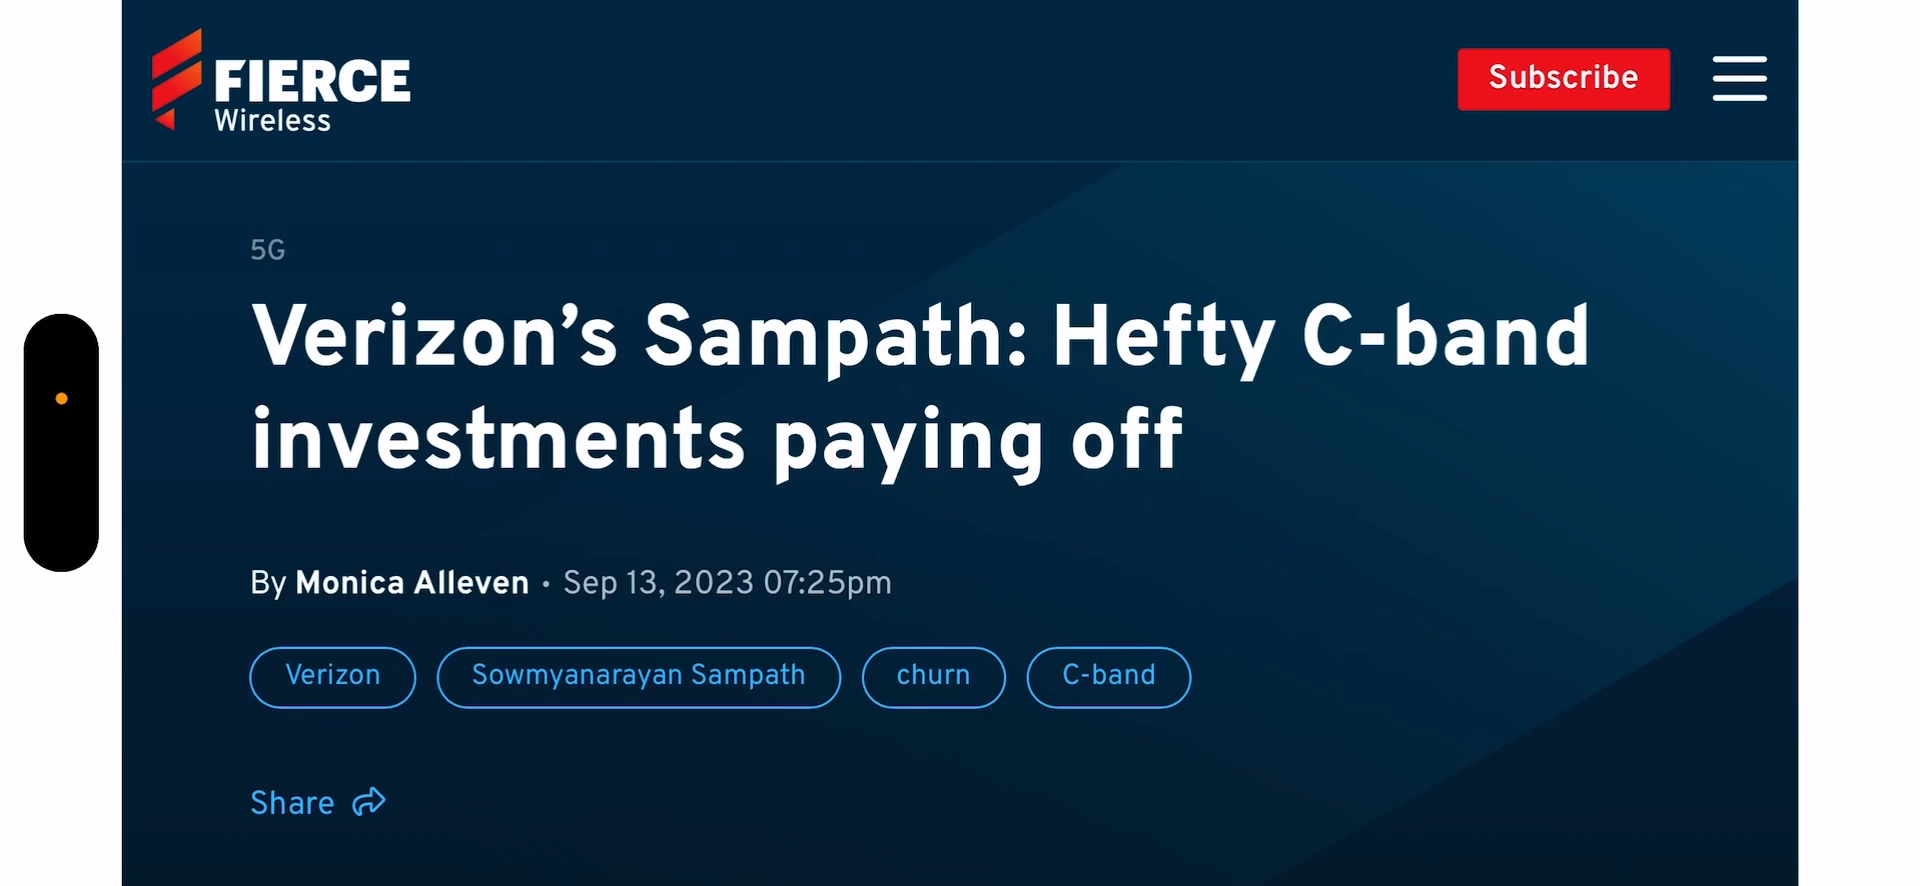 FIERCE
Wireless
Subscribe
5G
Verizon’s Sampath: Hefty C-band
investments paying off
By Monica Alleven • Sep 13, 2023 07:25pm
Verizon Sowmyanarayan Sampath churn C-band
Share